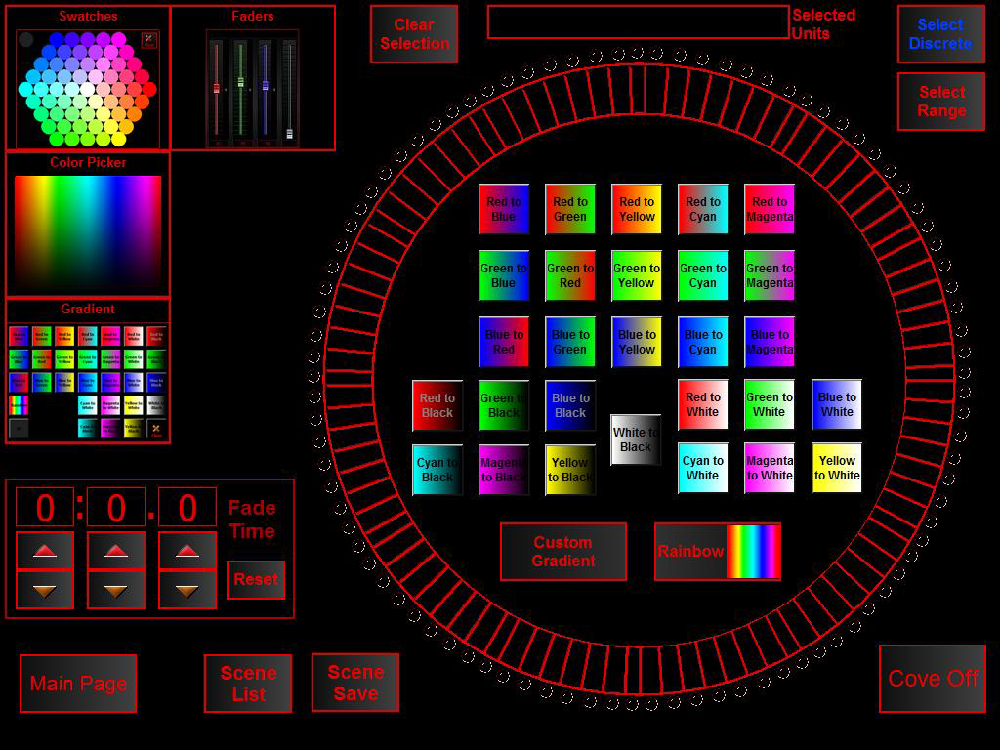 Swatches
Faders
Clear
Selection
Selected
Units
Select
Discrete
Select
Range
Color Picker
Gradient
Red to
Blue
Red to
Green
Red to
Yellow
Red to
Cyan
Red to
Magenta
Green to
Blue
Green to
Red
Green to
Yellow
Green to
Cyan
Green to
Magenta
Blue to
Red
Blue to
Green
Blue to
Yellow
Blue to
Cyan
Blue to
Magenta
Red to
Black
Green to
Black
Blue to
Black
White to
Black
Red to
White
Green to
White
Blue to
White
Cyan to
Black
Magenta
to Black
Yellow
to Black
Cyan to
White
Magenta
to White
Yellow
to White
Custom
Gradient
Rainbow
0 : 0 . 0
Fade
Time
Reset
Main Page
Scene
List
Scene
Save
Cove Off